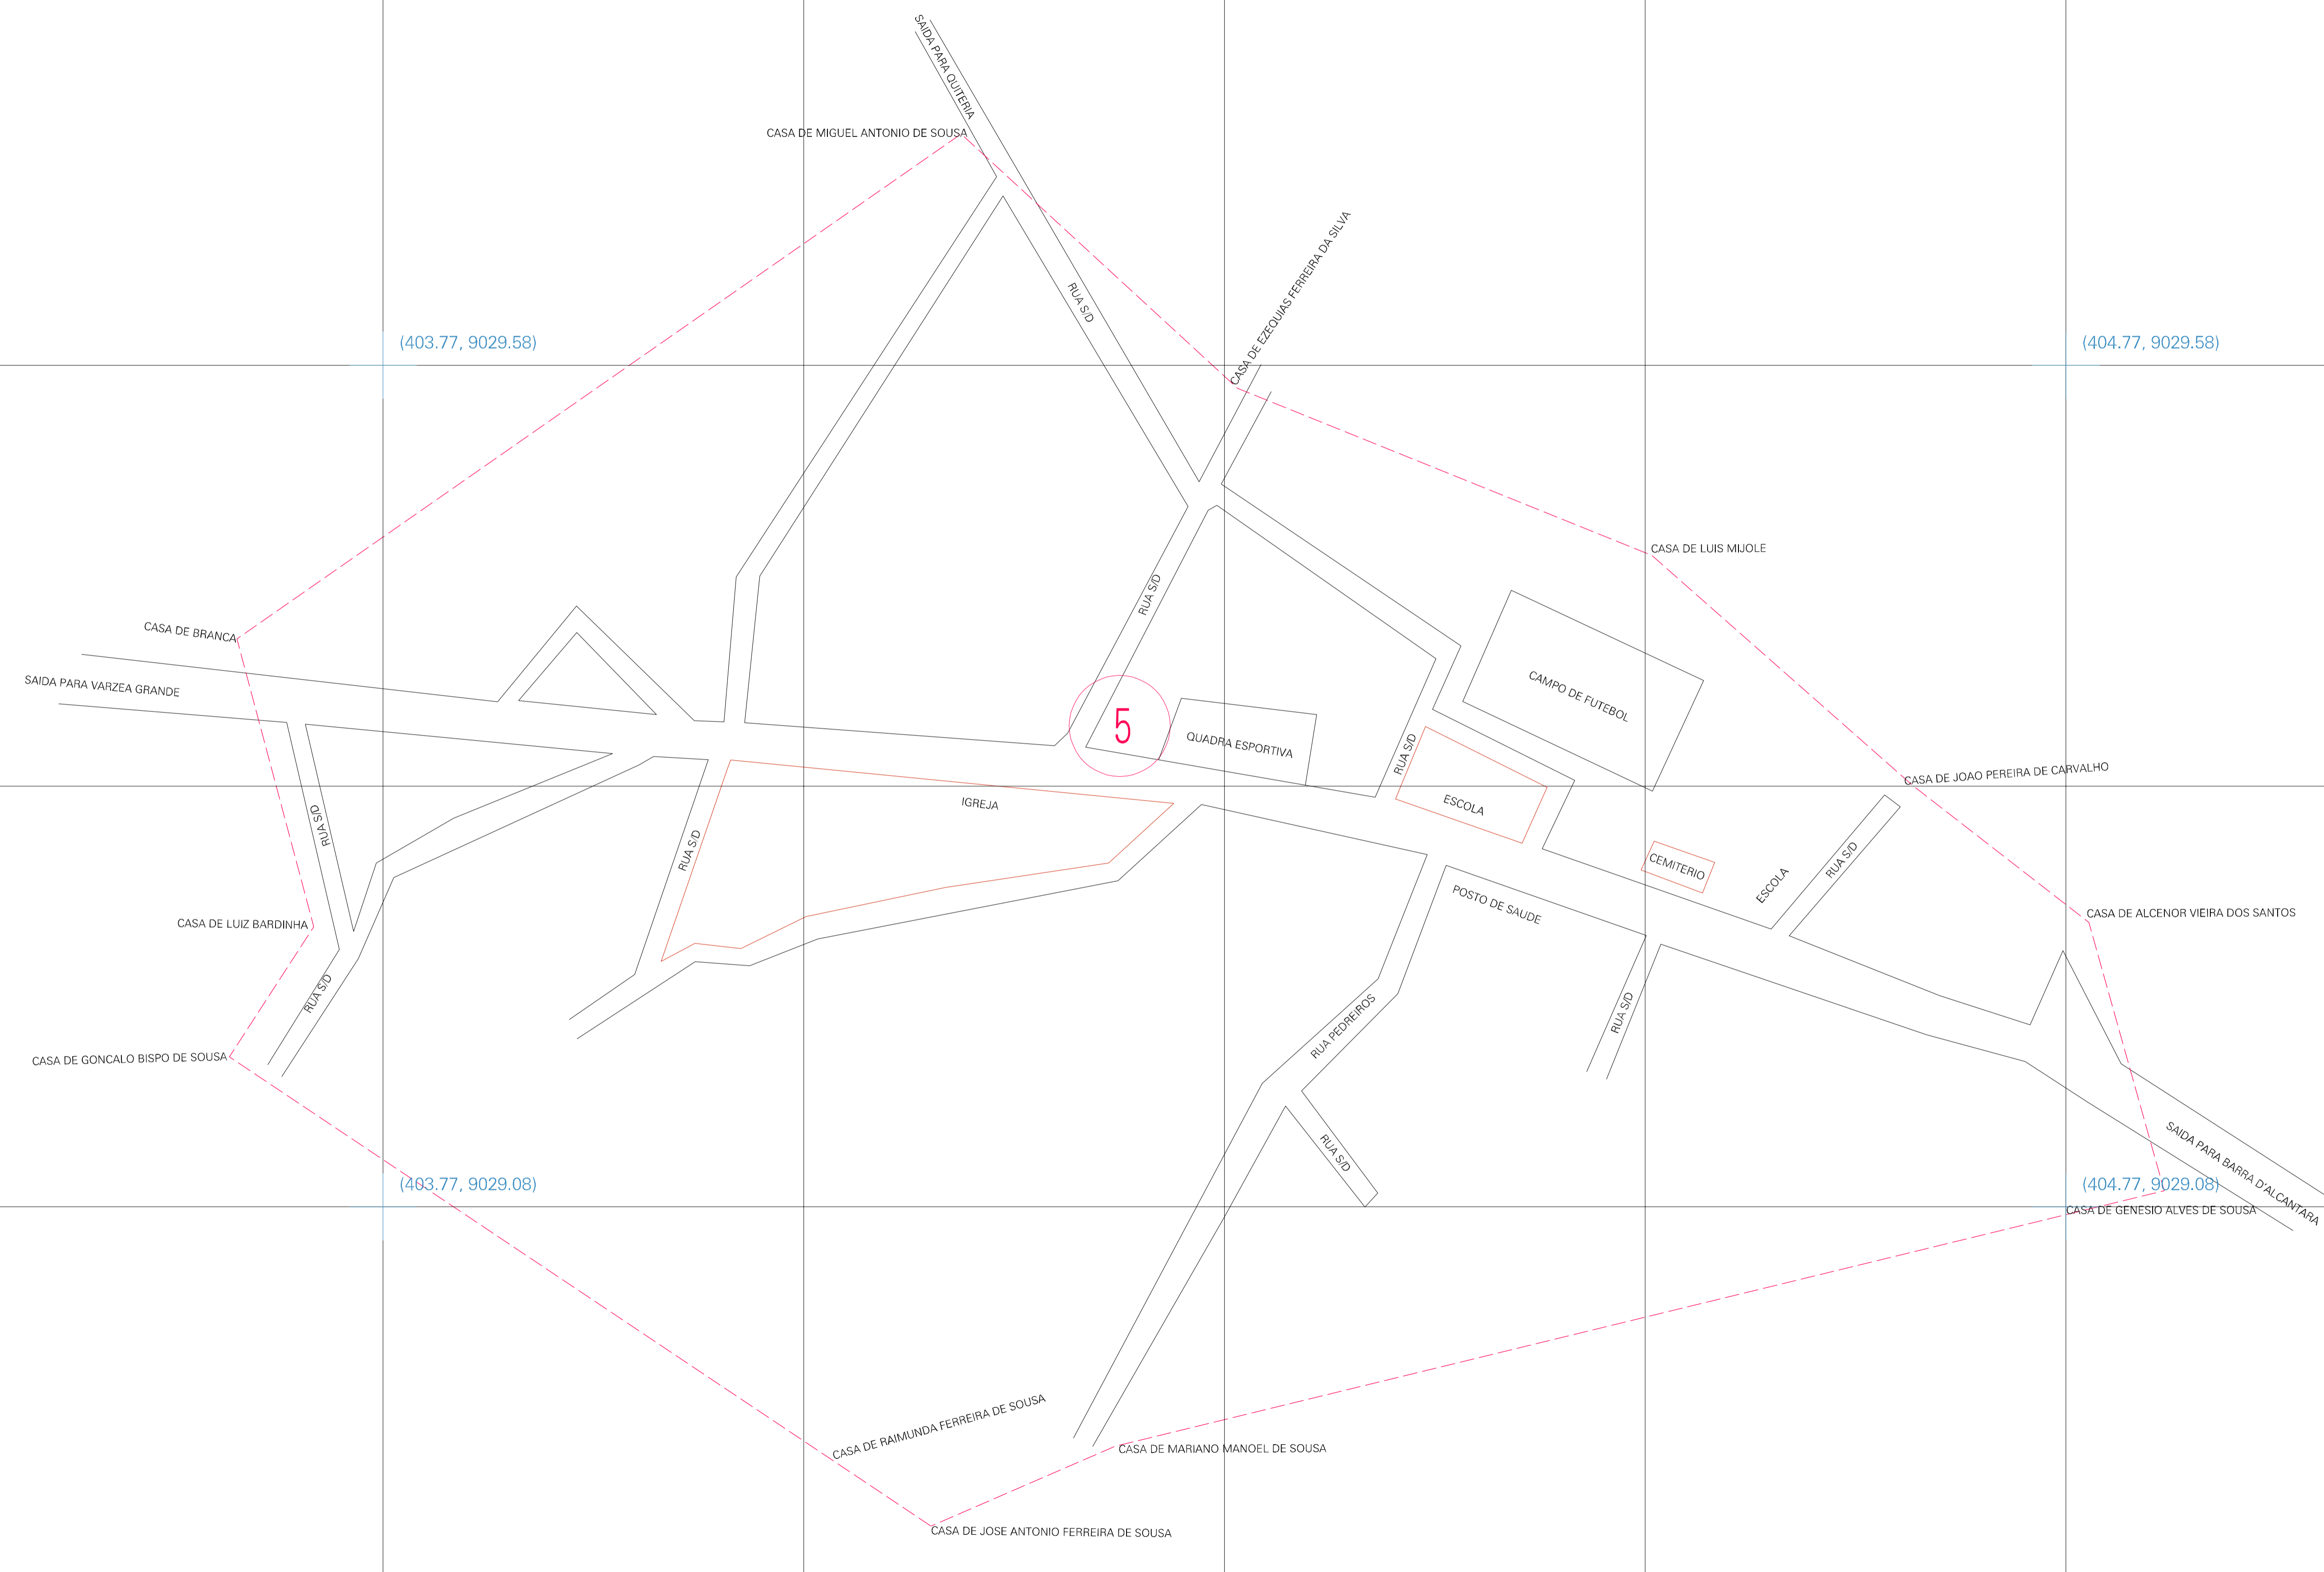 SAIDA PARA QUITERIA
CASA DE MIGUEL ANTONIO DE SOUSA
CASA DE EZEQUIAS FERREIRA DA SILVA
RUA S/D
(403.77, 9029.58)
(404.77, 9029.58)
CASA DE LUIS MIJOLE
RUA S/D
CASA DE BRANCA
SAIDA PARA VARZEA GRANDE
CAMPO DE FUTEBOL
5
QUADRA ESPORTIVA
RUA S/D
CASA DE JOAO PEREIRA DE CARVALHO
IGREJA
ESCOLA
RUA S/D
RUA S/D
CEMITERIO
ESCOLA
RUA S/D
POSTO DE SAUDE
CASA DE ALCENOR VIEIRA DOS SANTOS
CASA DE LUIZ BARDINHA
RUA S/D
RUA S/D
RUA PEDREIROS
CASA DE GONCALO BISPO DE SOUSA
RUA S/D
SAIDA PARA BARRA D'ALCANTARA
(403.77, 9029.08)
(404.77, 9029.08)
CASA DE GENESIO ALVES DE SOUSA
CASA DE RAIMUNDA FERREIRA DE SOUSA
CASA DE MARIANO MANOEL DE SOUSA
CASA DE JOSE ANTONIO FERREIRA DE SOUSA